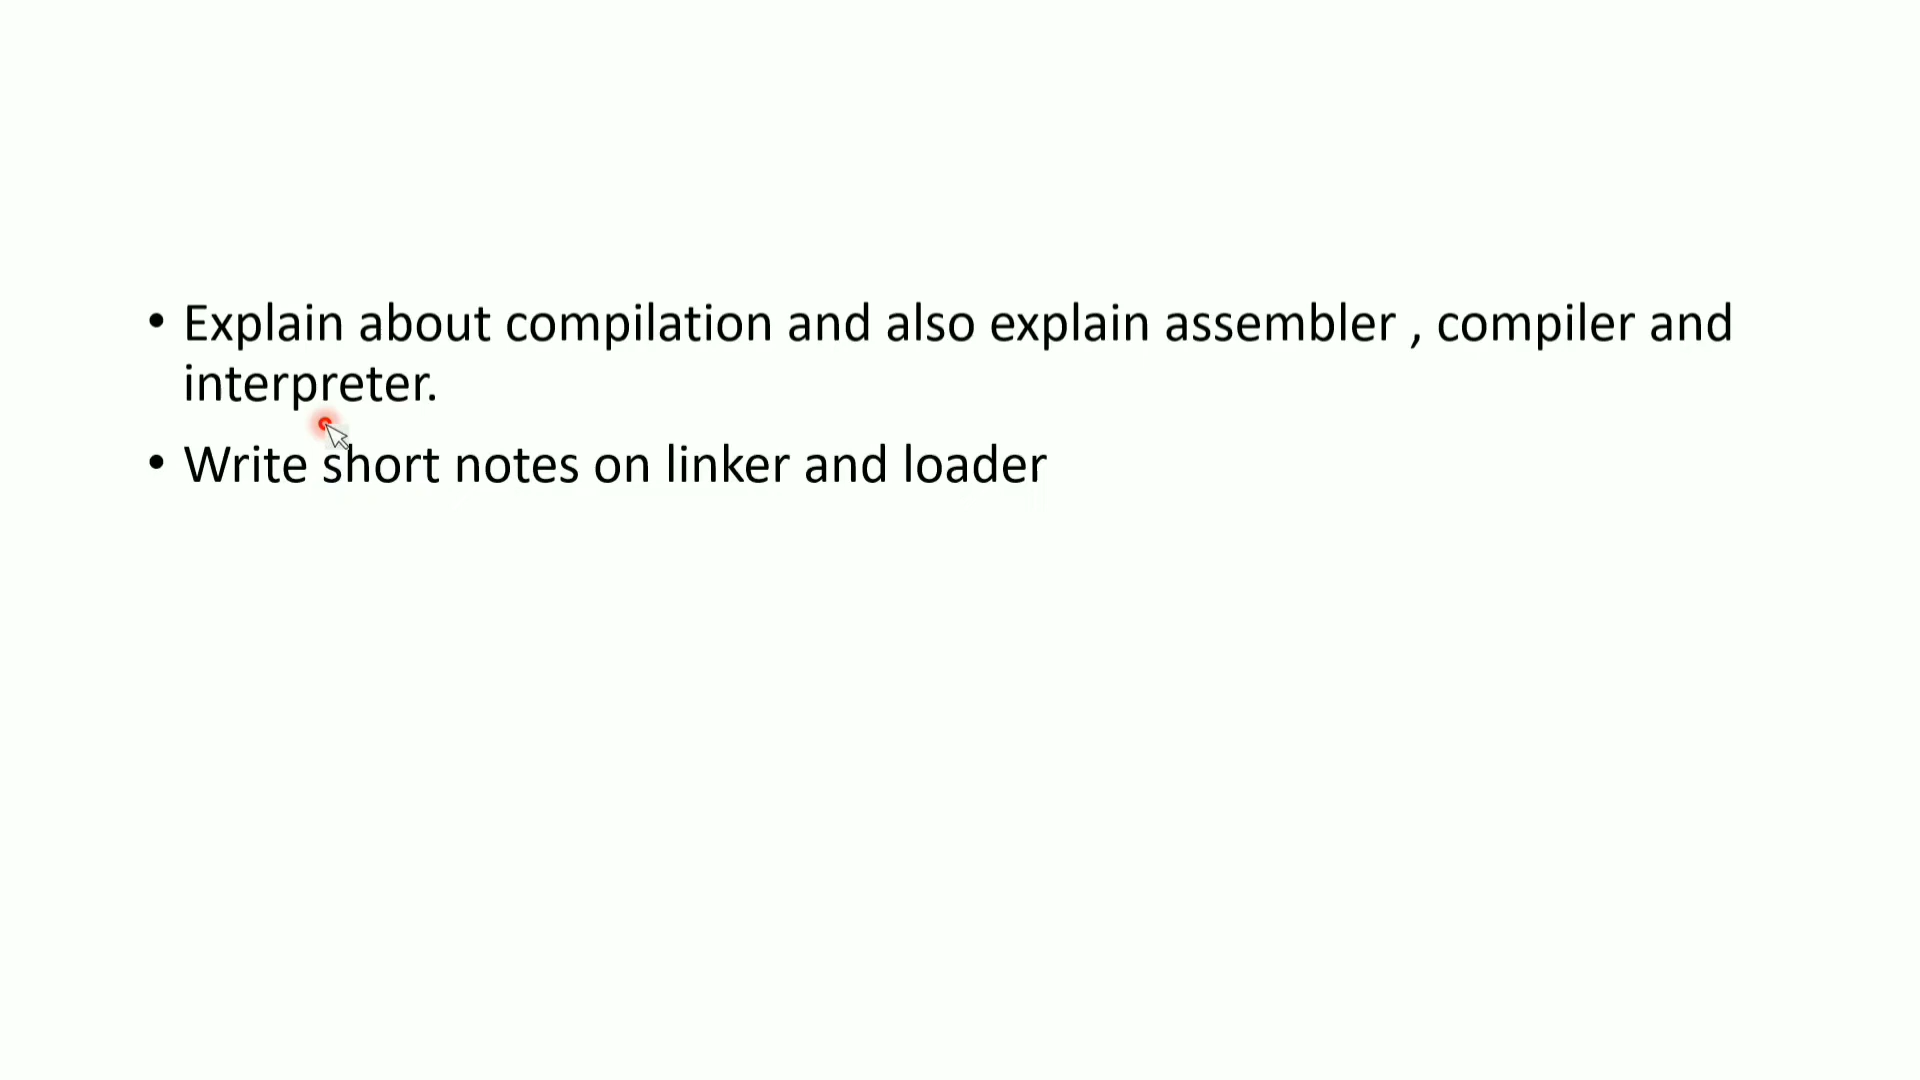 • Explain about compilation and also explain assembler , compiler and
interpreter.
• Write short notes on linker and loader